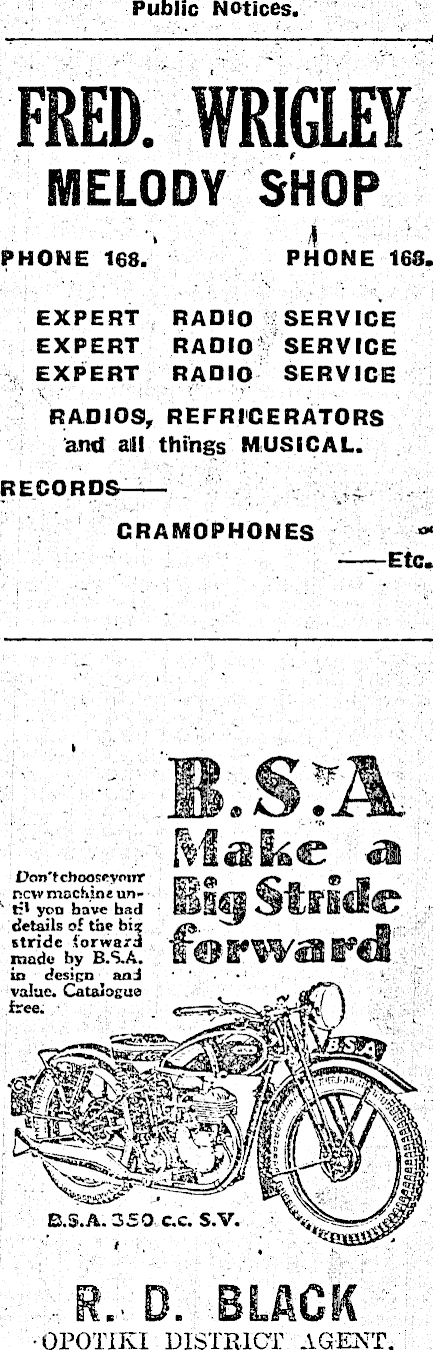 Public Notices.
FRED. WRIGLEY
MELODY SHOP
PHONE 168. PHONE 168.
EXPERT RADIO SERVICE
EXPERT RADIO SERVICE
EXPERT RADIO SERVICE
RADIOS, REFRIGERATORS
and all things MUSICAL.
RECORDS——
GRAMOPHONES
——Etc.
B.S.A
Make a
Big Stride
forward
Don't choose your
new machine un-
til you have had
details of the big
stride forward
made by B.S.A.
in design and
value. Catalogue
free.
BSA
B.S.A. 350 c.c. S.V.
R. D. BLACK
OPOTIKI DISTRICT AGENT.